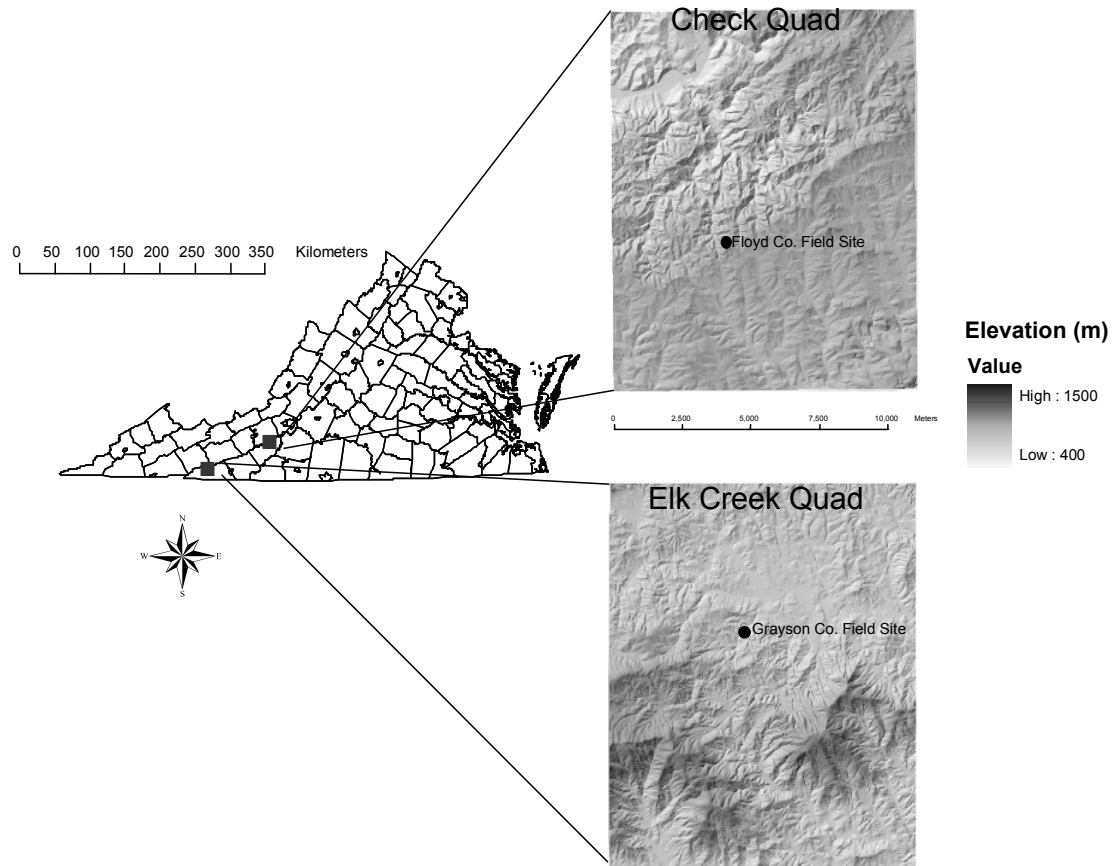 Check Quad
Floyd Co. Field Site
0 50 100 150 200 250 300 350 Kilometers
Elevation (m)
Value
High : 1500
Low : 400
0 2,500 5,000 7,500 10,000 Meters
Elk Creek Quad
Grayson Co. Field Site
N
W E
S